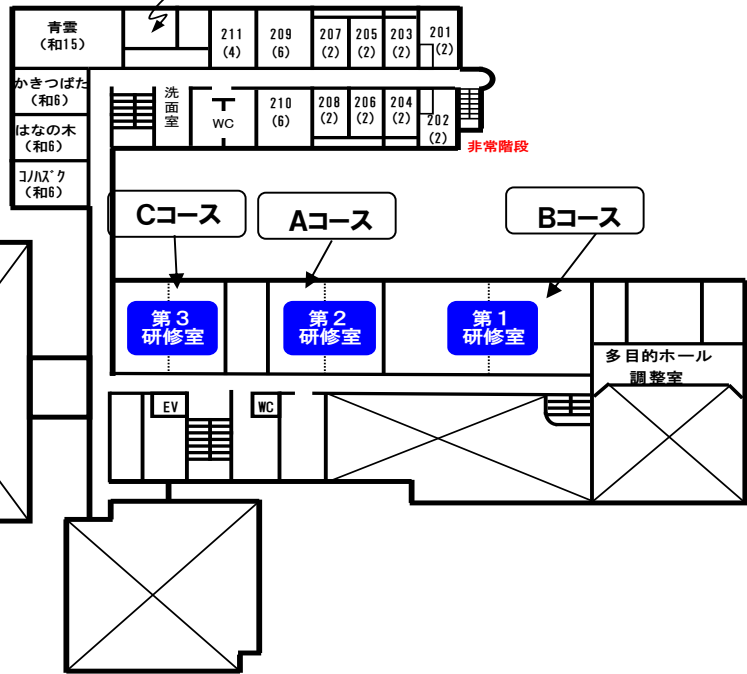 青雲
(和15)
211
(4)
209
(6)
207
(2)
205
(2)
203
(2)
201
(2)
かきつばた
(和6)
はなの木
(和6)
コノハズク
(和6)
洗面室
WC
210
(6)
208
(2)
206
(2)
204
(2)
202
(2)
非常階段
Cコース
Aコース
Bコース
第3
研修室
第2
研修室
第1
研修室
多目的ホール
調整室
EV
WC